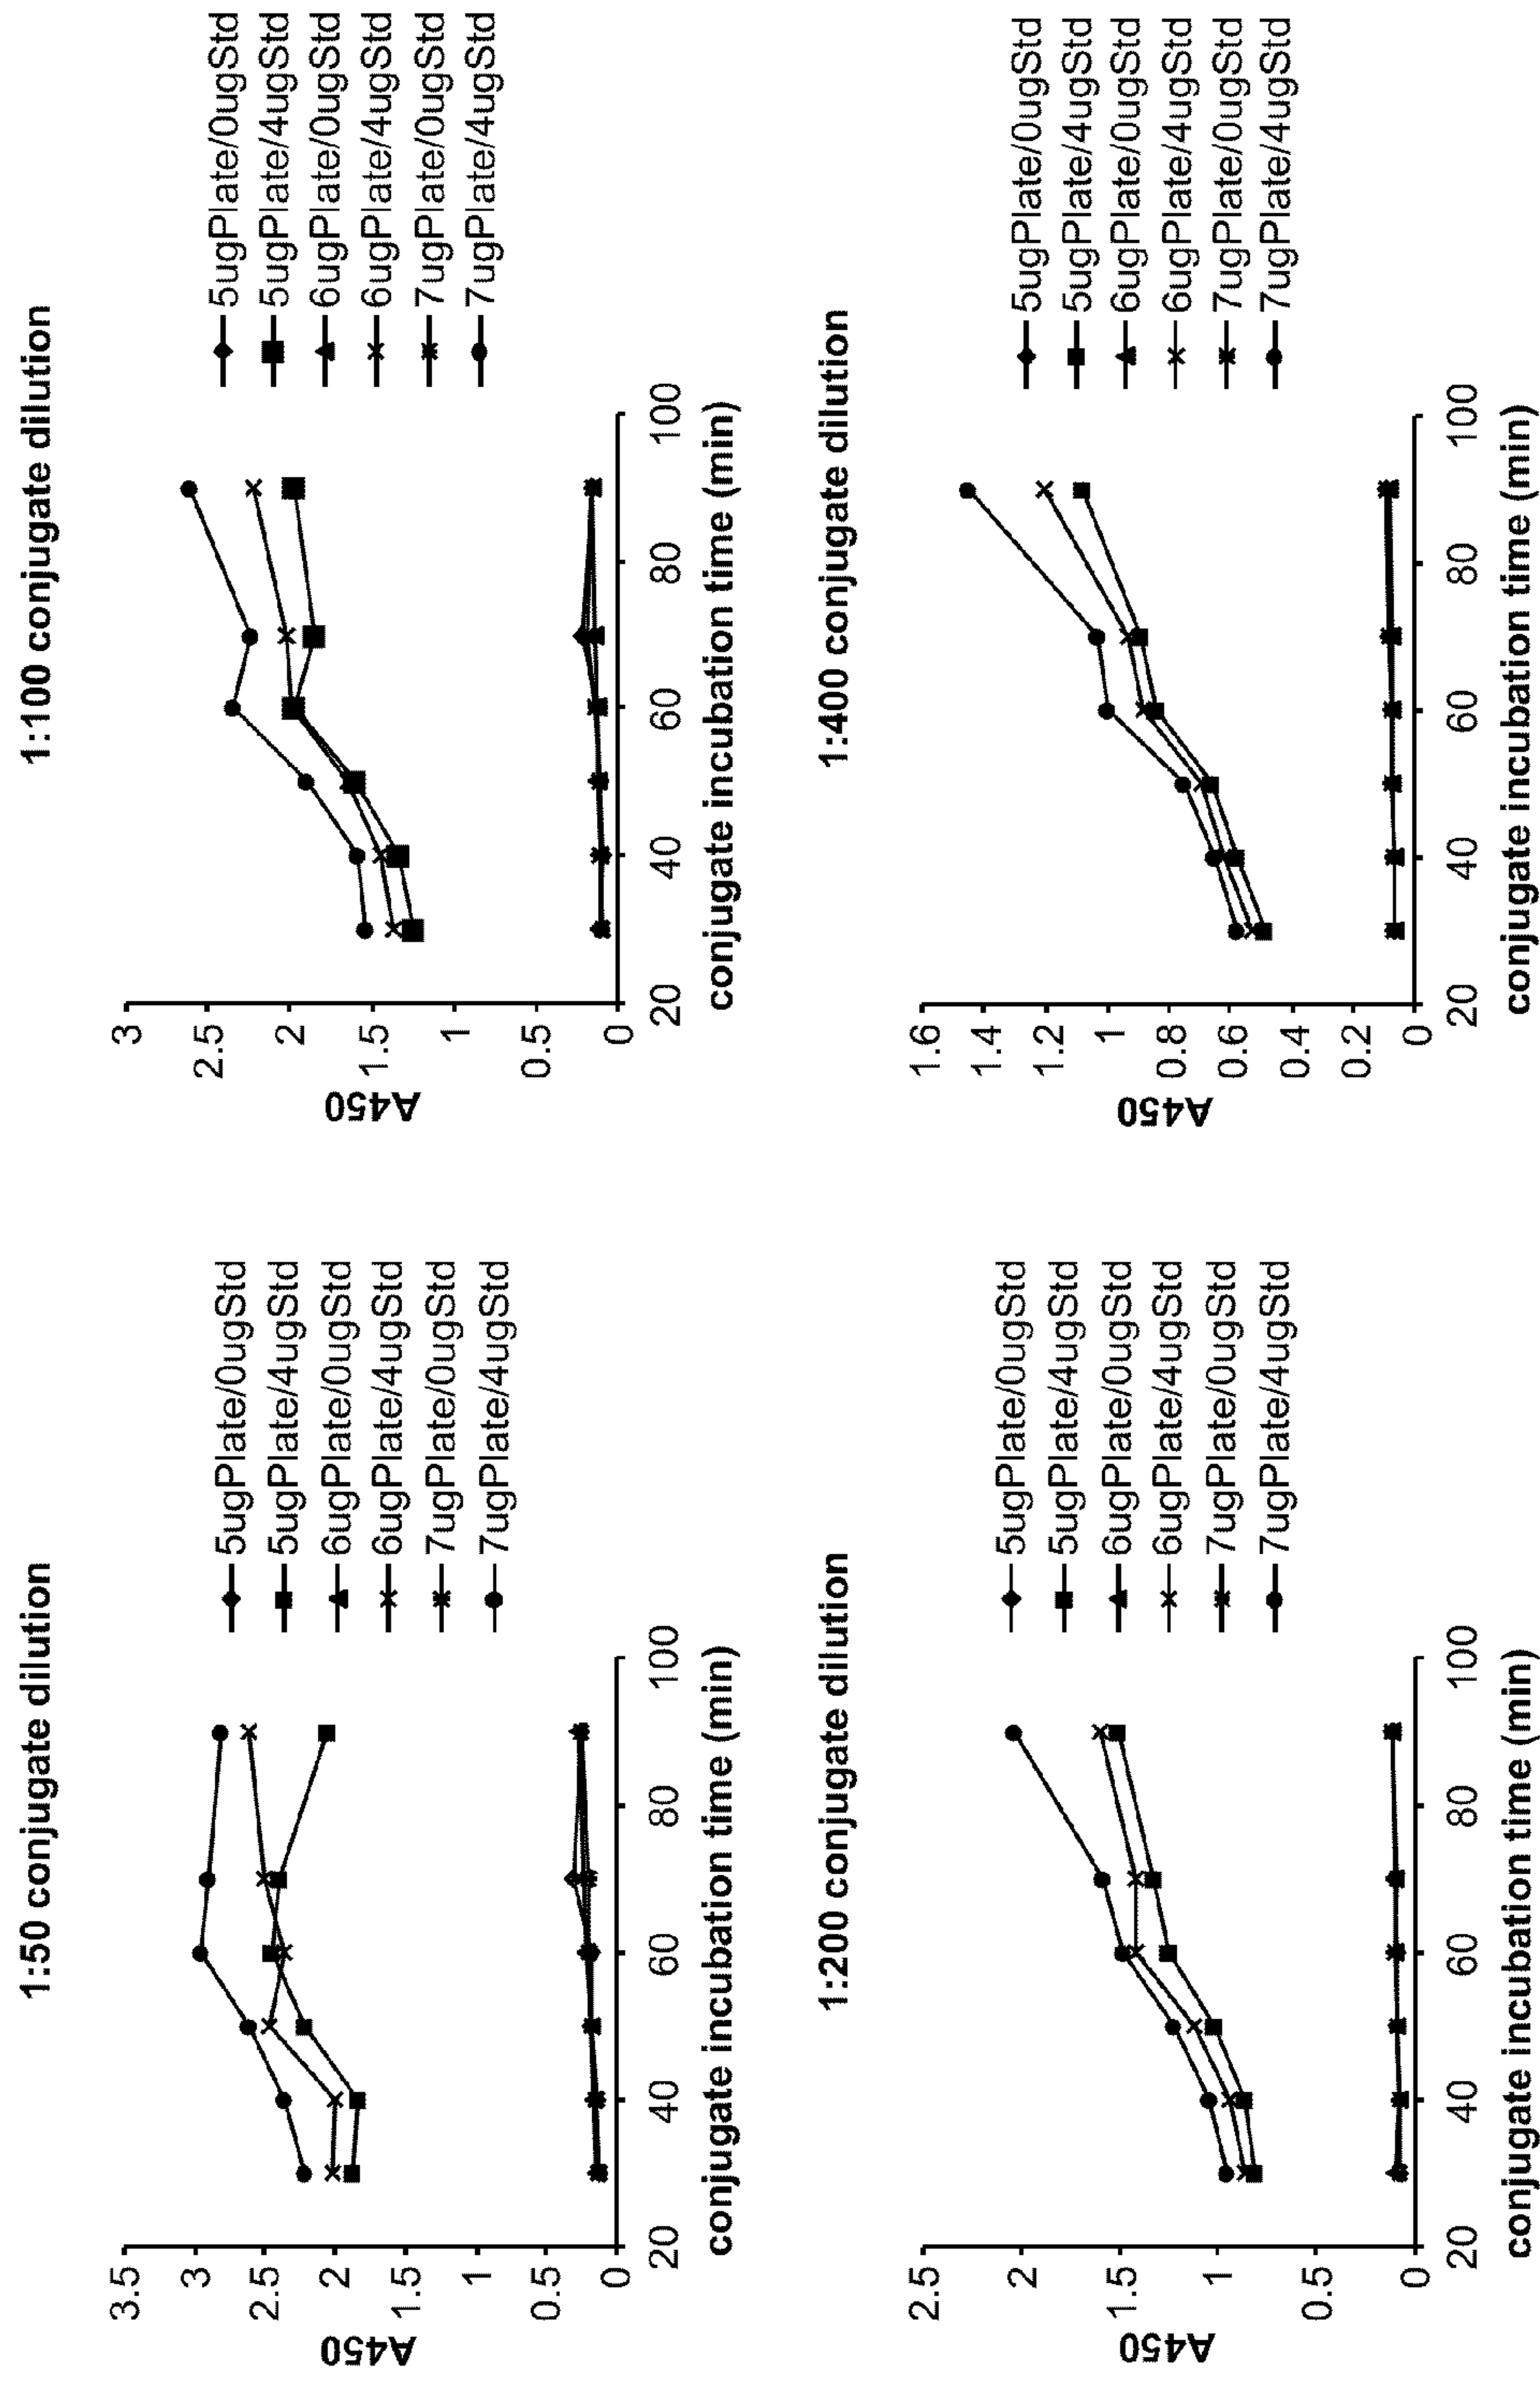 1:50 conjugate dilution
3.5
3
2.5
2
1.5
1
0.5
0
A450
20
40
60
80
100
conjugate incubation time (min)
5ugPlate/0ugStd
5ugPlate/4ugStd
6ugPlate/0ugStd
6ugPlate/4ugStd
7ugPlate/0ugStd
7ugPlate/4ugStd
1:100 conjugate dilution
3
2.5
2
1.5
1
0.5
0
A450
20
40
60
80
100
conjugate incubation time (min)
5ugPlate/0ugStd
5ugPlate/4ugStd
6ugPlate/0ugStd
6ugPlate/4ugStd
7ugPlate/0ugStd
7ugPlate/4ugStd
1:200 conjugate dilution
2.5
2
1.5
1
0.5
0
A450
20
40
60
80
100
conjugate incubation time (min)
5ugPlate/0ugStd
5ugPlate/4ugStd
6ugPlate/0ugStd
6ugPlate/4ugStd
7ugPlate/0ugStd
7ugPlate/4ugStd
1:400 conjugate dilution
1.6
1.4
1.2
1
0.8
0.6
0.4
0.2
0
A450
20
40
60
80
100
conjugate incubation time (min)
5ugPlate/0ugStd
5ugPlate/4ugStd
6ugPlate/0ugStd
6ugPlate/4ugStd
7ugPlate/0ugStd
7ugPlate/4ugStd